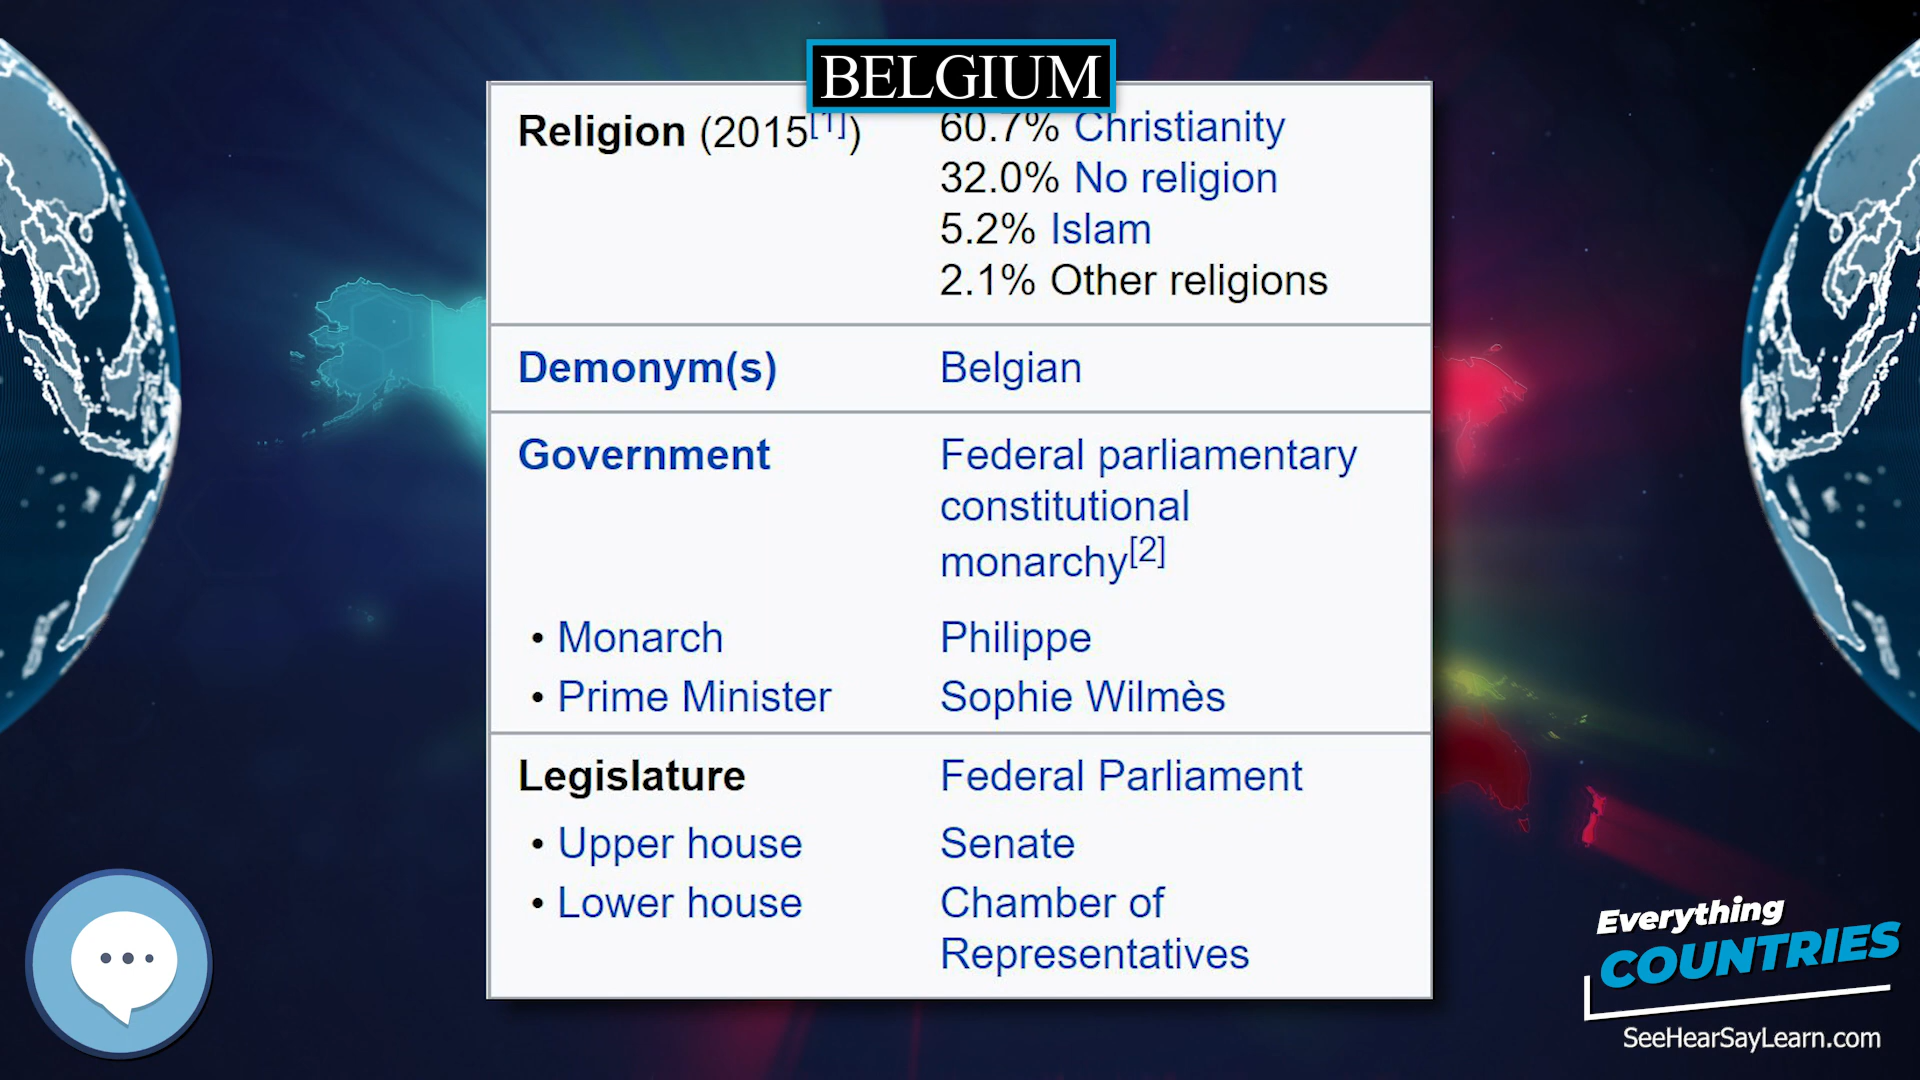 BELGIUM
Religion (2015[1]) 60.7% Christianity
32.0% No religion
5.2% Islam
2.1% Other religions
Demonym(s) Belgian
Government Federal parliamentary
constitutional
monarchy[2]
• Monarch Philippe
• Prime Minister Sophie Wilmès
Legislature Federal Parliament
• Upper house Senate
• Lower house Chamber of
Representatives
Everything
COUNTRIES
SeeHearSayLearn.com